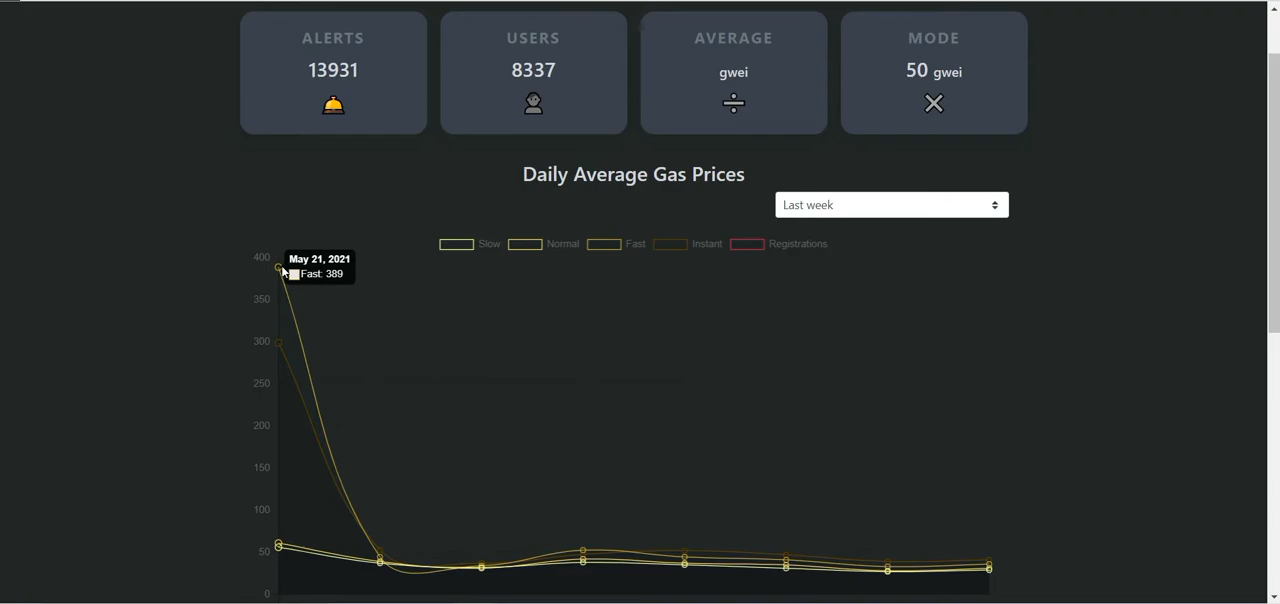 ALERTS
13931
USERS
8337
AVERAGE
gwei
MODE
50 gwei
Daily Average Gas Prices
Last week
Slow
Normal
Fast
Instant
Registrations
May 21, 2021
Fast: 389
400
350
300
250
200
150
100
50
0